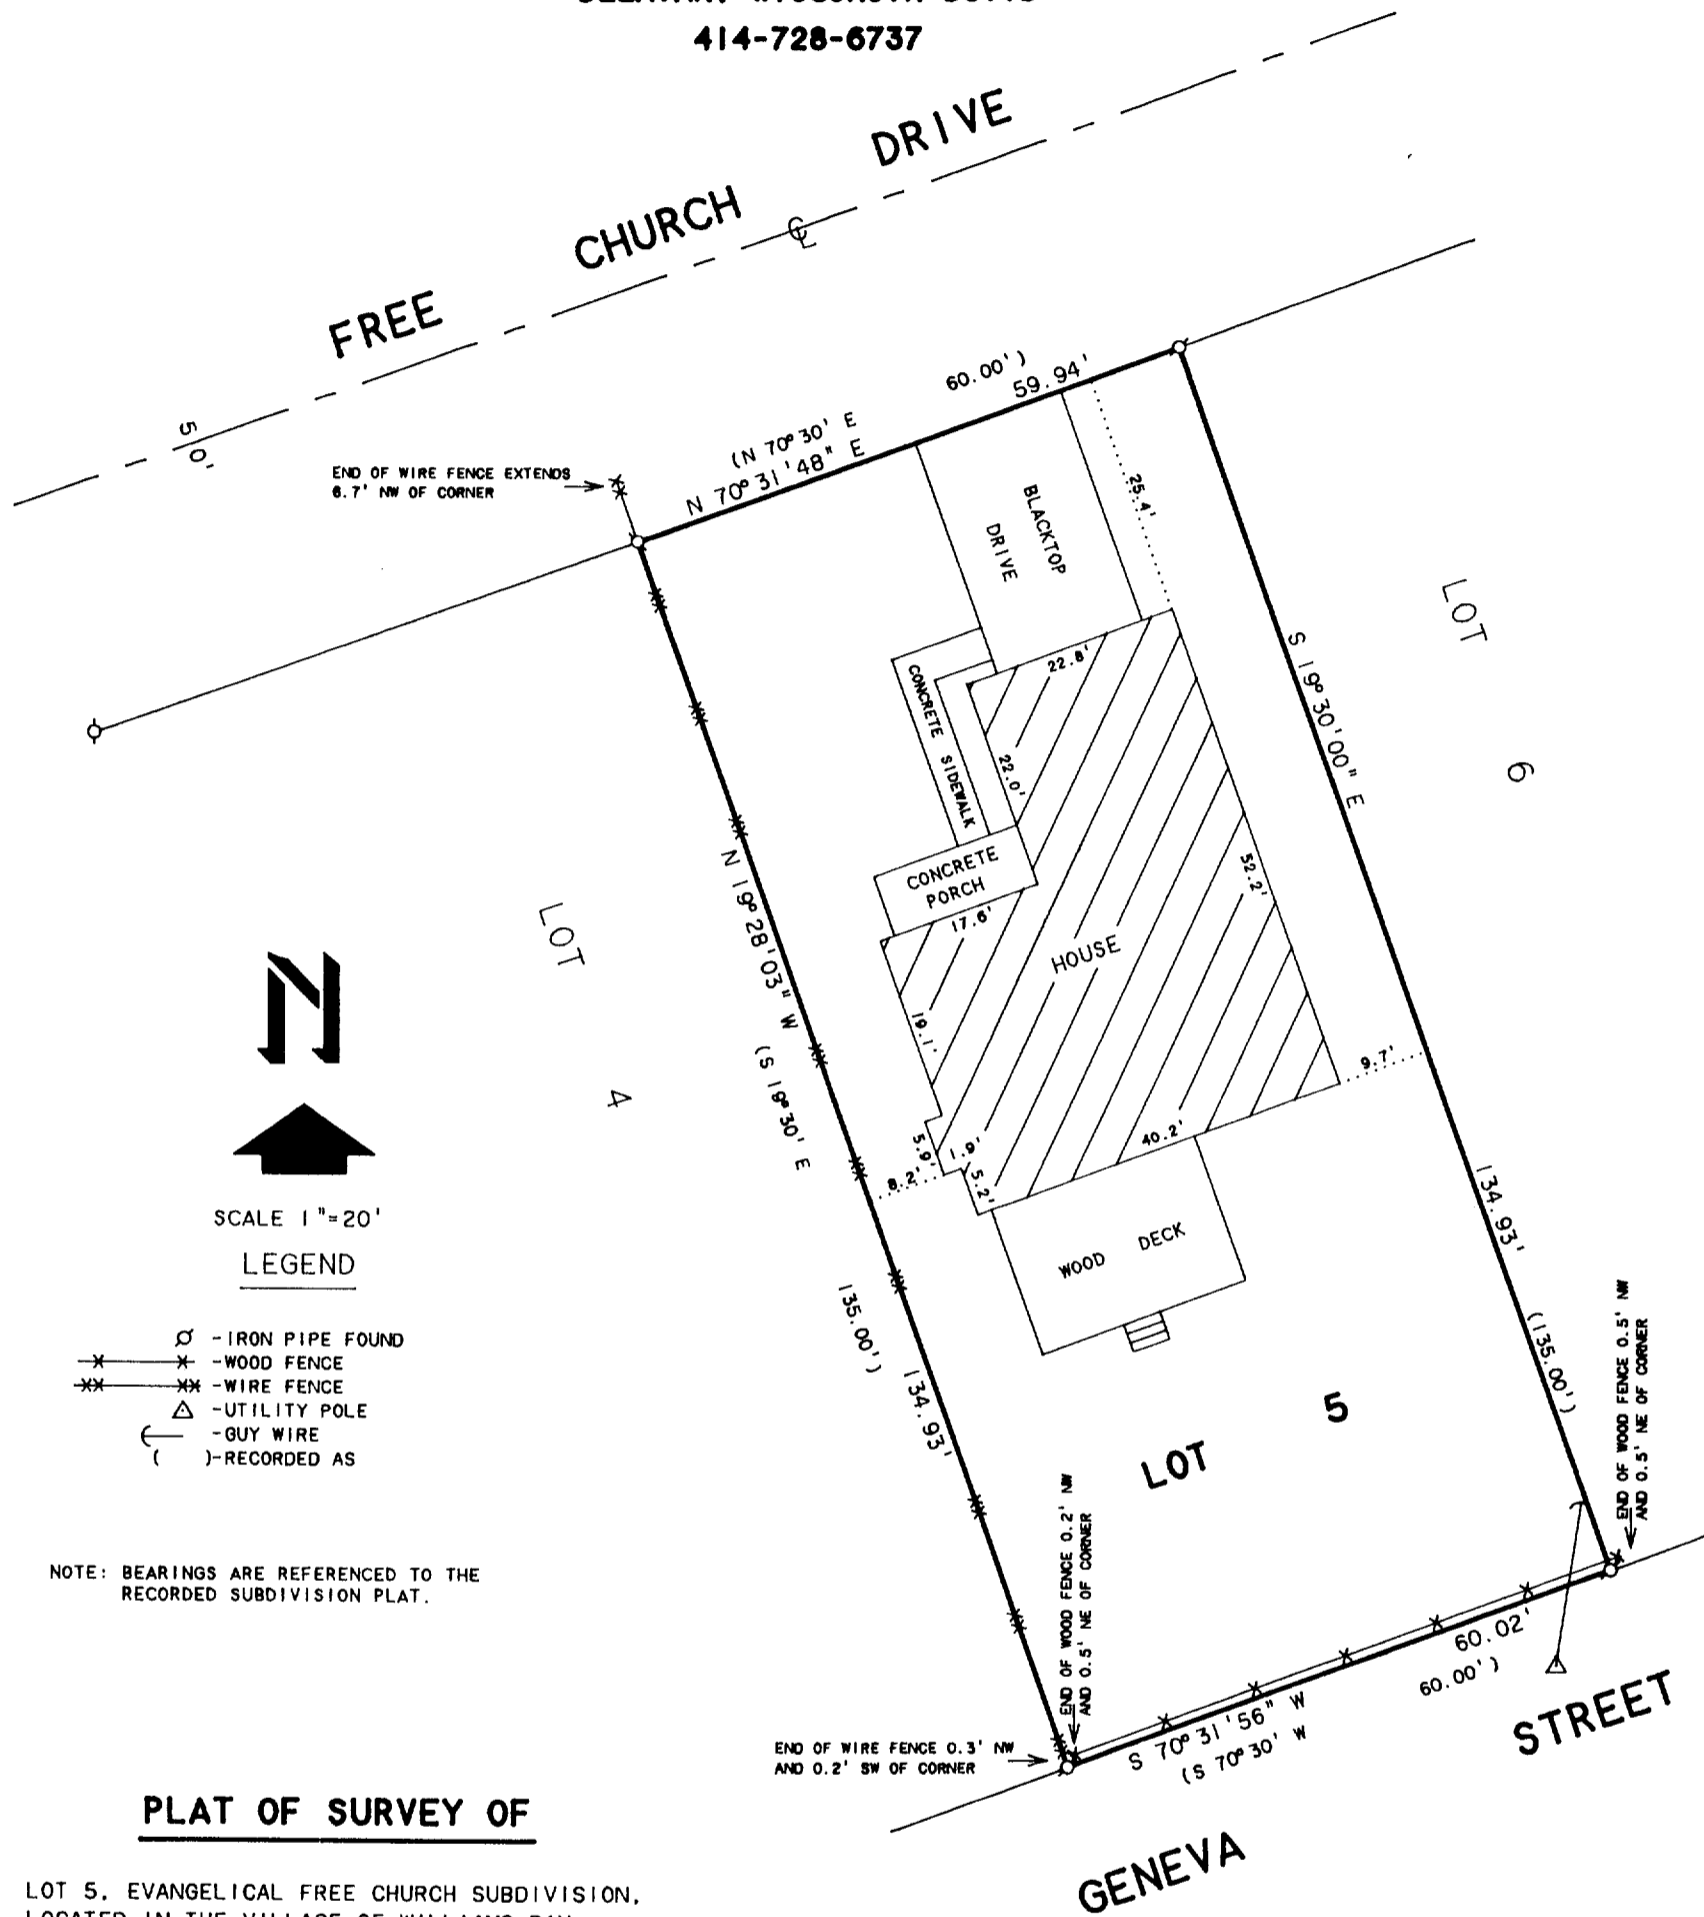 414-728-6737
FREE CHURCH DRIVE
℄
50'
END OF WIRE FENCE EXTENDS
6.7' NW OF CORNER
(N 70°30' E 60.00')
N 70°31'48" E 59.94'
BLACKTOP
DRIVE
25.4'
LOT 6
S 19°30'00" E 134.93'
(135.00')
CONCRETE SIDEWALK
22.8'
22.0'
CONCRETE
PORCH
17.6'
52.2'
HOUSE
19.1'
9.7'
5.9'
1.9'
8.2'
5.2'
40.2'
WOOD DECK
LOT 4
N 19°28'03" W 134.93'
(S 19°30' E 135.00')
N
SCALE 1"=20'
LEGEND
-IRON PIPE FOUND
-WOOD FENCE
-WIRE FENCE
-UTILITY POLE
-GUY WIRE
( )-RECORDED AS
NOTE: BEARINGS ARE REFERENCED TO THE
RECORDED SUBDIVISION PLAT.
LOT 5
END OF WOOD FENCE 0.5' NW
AND 0.5' NE OF CORNER
END OF WOOD FENCE 0.2' NW
AND 0.5' NE OF CORNER
END OF WIRE FENCE 0.3' NW
AND 0.2' SW OF CORNER
S 70°31'56" W 60.02'
(S 70°30' W 60.00')
GENEVA STREET
PLAT OF SURVEY OF
LOT 5, EVANGELICAL FREE CHURCH SUBDIVISION,